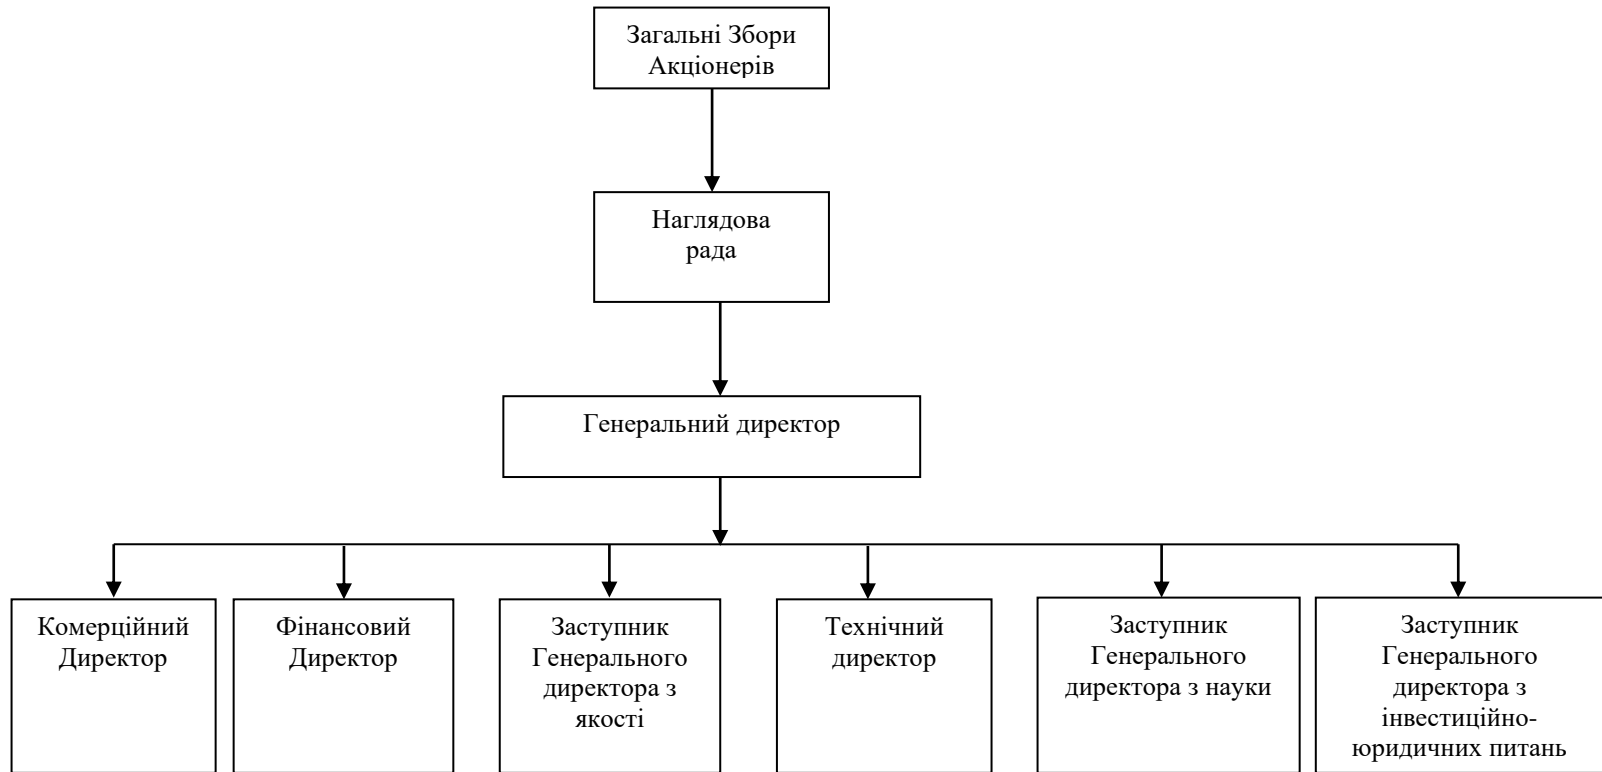 Загальні Збори
Акціонерів
Наглядова
рада
Генеральний директор
Комерційний
Директор
Фінансовий
Директор
Заступник
Генерального
директора з
якості
Технічний
директор
Заступник
Генерального
директора з науки
Заступник
Генерального
директора з
інвестиційно-
юридичних питань